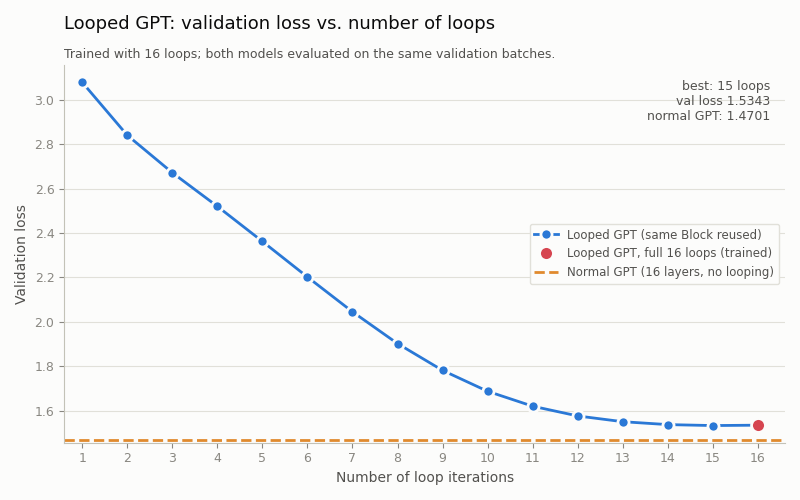 Looped GPT: validation loss vs. number of loops
Trained with 16 loops; both models evaluated on the same validation batches.
best: 15 loops
val loss 1.5343
normal GPT: 1.4701
Validation loss
3.0
2.8
2.6
2.4
2.2
2.0
1.8
1.6
Looped GPT (same Block reused)
Looped GPT, full 16 loops (trained)
Normal GPT (16 layers, no looping)
1 2 3 4 5 6 7 8 9 10 11 12 13 14 15 16
Number of loop iterations